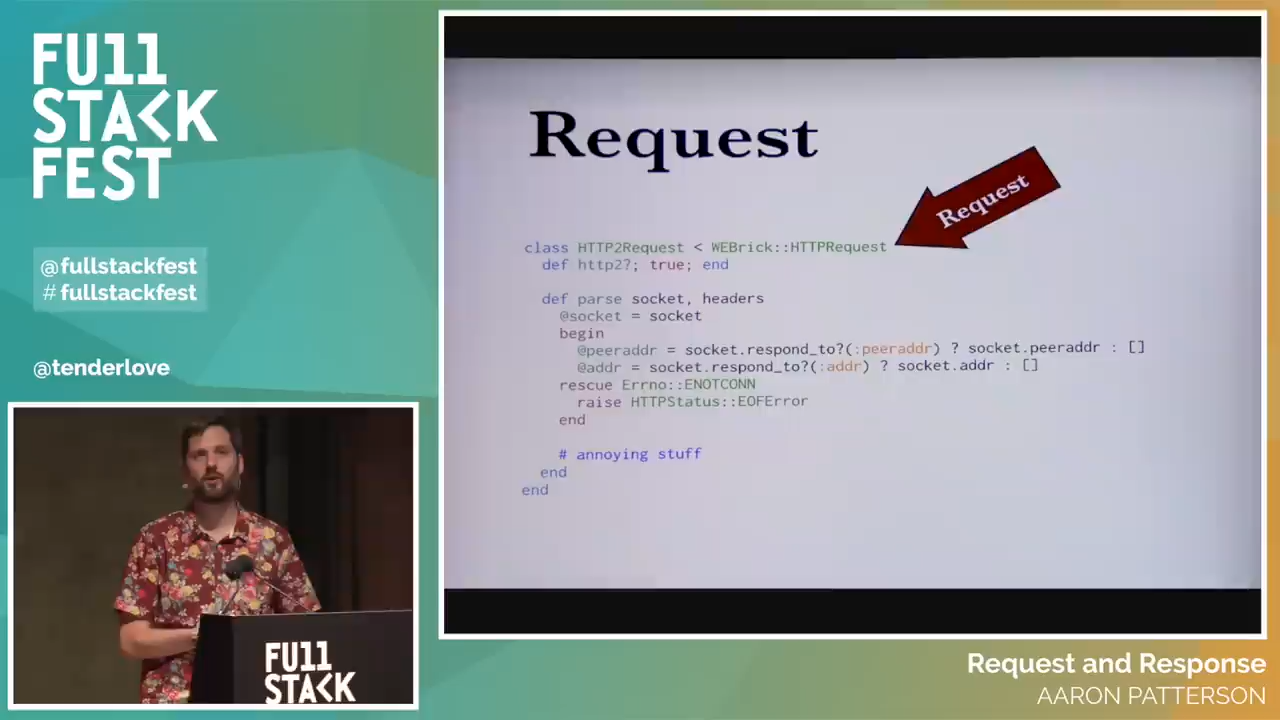 FU11
STACK
FEST
@fullstackfest
# fullstackfest
@tenderlove
Request
Request
class HTTP2Request < WEBrick::HTTPRequest
  def http2?; true; end
  def parse socket, headers
    @socket = socket
    begin
      @peeraddr = socket.respond_to?(:peeraddr) ? socket.peeraddr : []
      @addr = socket.respond_to?(:addr) ? socket.addr : []
    rescue Errno::ENOTCONN
      raise HTTPStatus::EOFError
    end
    # annoying stuff
  end
end
FU11
STACK
Request and Response
AARON PATTERSON